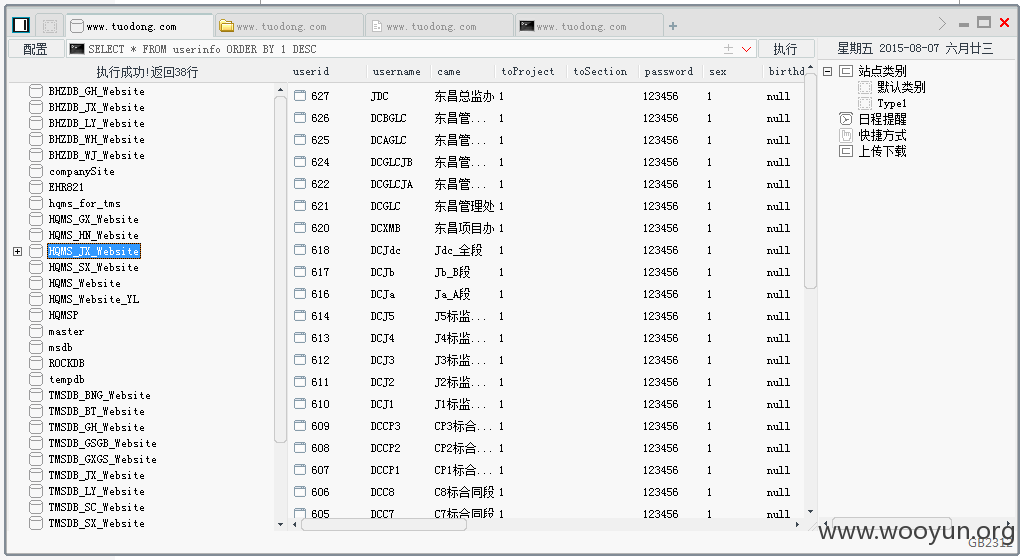 www.tuodong.com www.tuodong.com www.tuodong.com www.tuodong.com
配置 SELECT * FROM userinfo ORDER BY 1 DESC 执行 星期五 2015-08-07 六月廿三
执行成功!返回38行
BHZDB_GH_Website
BHZDB_JX_Website
BHZDB_LY_Website
BHZDB_WH_Website
BHZDB_WJ_Website
companySite
EHR821
hqms_for_tms
HQMS_GX_Website
HQMS_HN_Website
HQMS_JX_Website
HQMS_SX_Website
HQMS_Website
HQMS_Website_YL
HQMSP
master
msdb
ROCKDB
tempdb
TMSDB_BNG_Website
TMSDB_BT_Website
TMSDB_GH_Website
TMSDB_GSGB_Website
TMSDB_GXGS_Website
TMSDB_JX_Website
TMSDB_LY_Website
TMSDB_SC_Website
TMSDB_SX_Website
userid username came toProject toSection password sex birthd
627 JDC 东昌总监办 1 123456 1 null
626 DCBGLC 东昌管... 1 123456 1 null
625 DCAGLC 东昌管... 1 123456 1 null
624 DCGLCJB 东昌管... 1 123456 1 null
622 DCGLCJA 东昌管... 1 123456 1 null
621 DCGLC 东昌管理处 1 123456 1 null
620 DCXMB 东昌项目办 1 123456 1 null
618 DCJdc Jdc_全段 1 123456 1 null
617 DCJb Jb_B段 1 123456 1 null
616 DCJa Ja_A段 1 123456 1 null
614 DCJ5 J5标监... 1 123456 1 null
613 DCJ4 J4标监... 1 123456 1 null
612 DCJ3 J3标监... 1 123456 1 null
611 DCJ2 J2标监... 1 123456 1 null
610 DCJ1 J1标监... 1 123456 1 null
609 DCCP3 CP3标合... 1 123456 1 null
608 DCCP2 CP2标合... 1 123456 1 null
607 DCCP1 CP1标合... 1 123456 1 null
606 DCC8 C8标合同段 1 123456 1 null
605 DCC7 C7标合同段 1 123456 1 null
站点类别
默认类别
Type1
日程提醒
快捷方式
上传下载
www.wooyun.org
GB2312